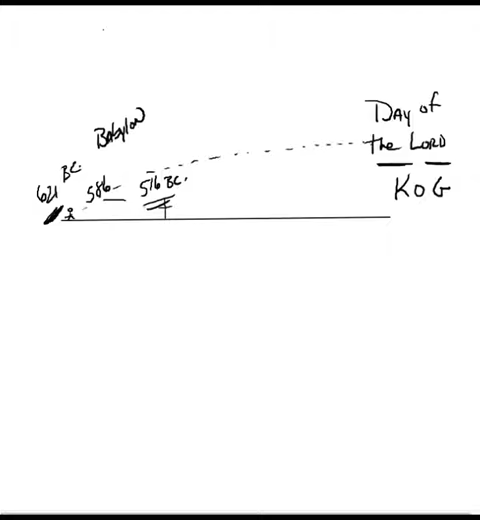 Babylon
621 BC.
586-
516 BC.
Day of
the Lord
KOG